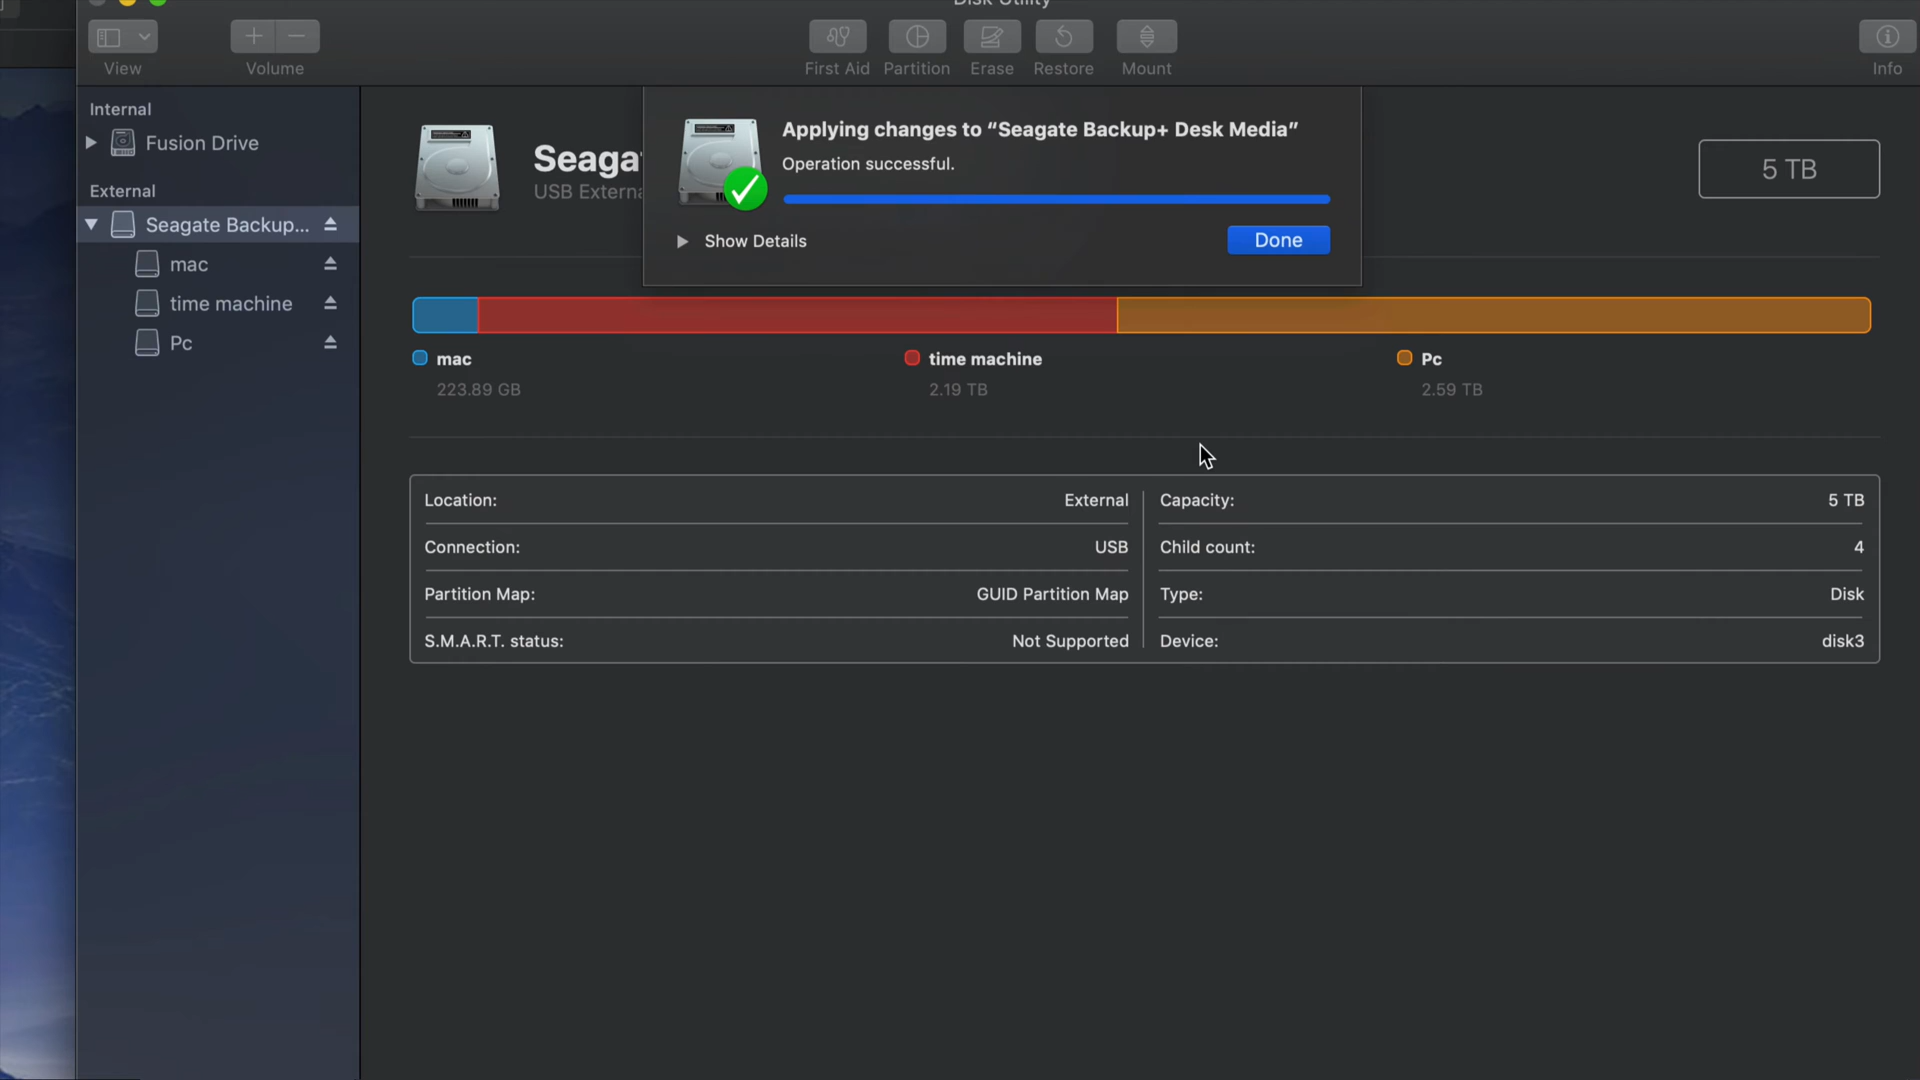 Disk Utility
View
Volume
First Aid
Partition
Erase
Restore
Mount
Info
Internal
Fusion Drive
External
Seagate Backup...
mac
time machine
Pc
Seaga
USB Externa
5 TB
Applying changes to “Seagate Backup+ Desk Media”
Operation successful.
Show Details
Done
mac
223.89 GB
time machine
2.19 TB
Pc
2.59 TB
Location: External
Connection: USB
Partition Map: GUID Partition Map
S.M.A.R.T. status: Not Supported
Capacity: 5 TB
Child count: 4
Type: Disk
Device: disk3